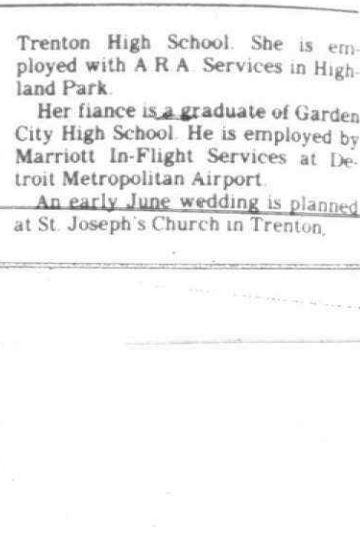 Trenton High School. She is em-
ployed with A R A Services in High-
land Park.
Her fiance is a graduate of Garden
City High School. He is employed by
Marriott In-Flight Services at De-
troit Metropolitan Airport.
An early June wedding is planned
at St. Joseph's Church in Trenton.